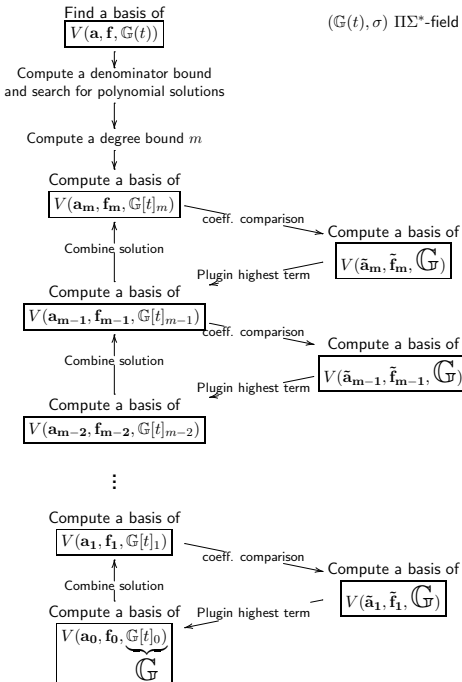 Find a basis of
V(a, f, 𝔾(t))
(𝔾(t), σ) ΠΣ*-field
Compute a denominator bound
and search for polynomial solutions
Compute a degree bound m
Compute a basis of
V(a_m, f_m, 𝔾[t]_m)
coeff. comparison
Compute a basis of
V(ã_m, f̃_m, 𝔾)
Combine solution
Plugin highest term
Compute a basis of
V(a_{m−1}, f_{m−1}, 𝔾[t]_{m−1})
coeff. comparison
Compute a basis of
V(ã_{m−1}, f̃_{m−1}, 𝔾)
Combine solution
Plugin highest term
Compute a basis of
V(a_{m−2}, f_{m−2}, 𝔾[t]_{m−2})
⋮
Compute a basis of
V(a_1, f_1, 𝔾[t]_1)
coeff. comparison
Compute a basis of
V(ã_1, f̃_1, 𝔾)
Combine solution
Plugin highest term
Compute a basis of
V(a_0, f_0, 𝔾[t]_0)
𝔾